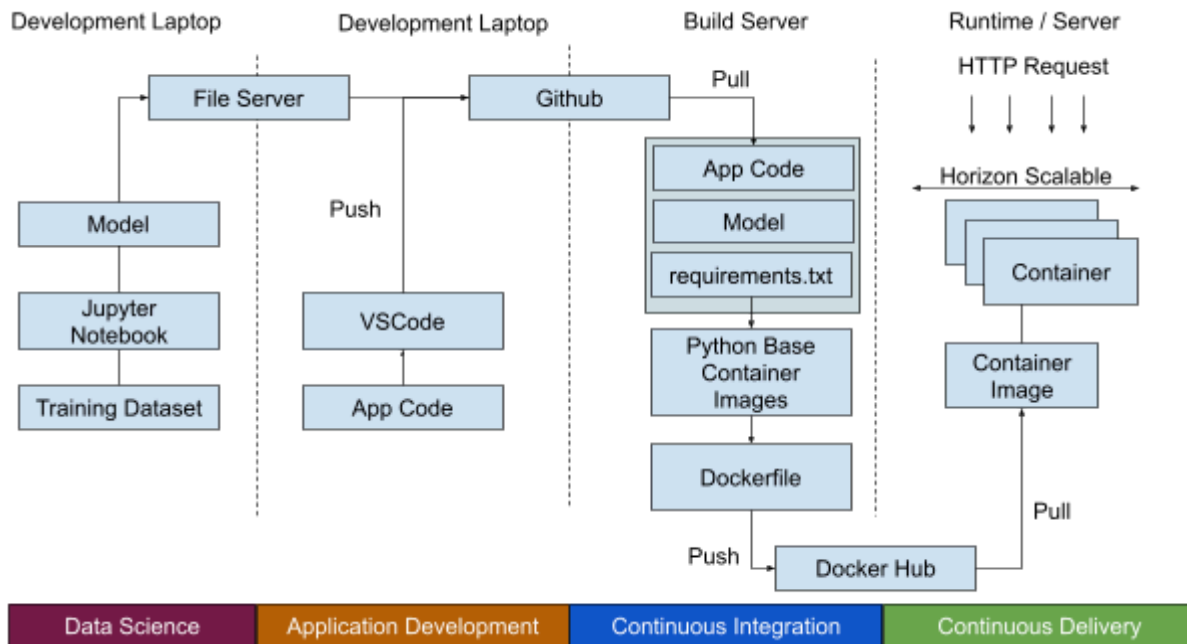 Development Laptop
Development Laptop
Build Server
Runtime / Server
File Server
Github
Pull
HTTP Request
App Code
Model
requirements.txt
Horizon Scalable
Model
Push
Container
Jupyter
Notebook
VSCode
Python Base
Container
Images
Container
Image
Training Dataset
App Code
Dockerfile
Push
Docker Hub
Pull
Data Science
Application Development
Continuous Integration
Continuous Delivery